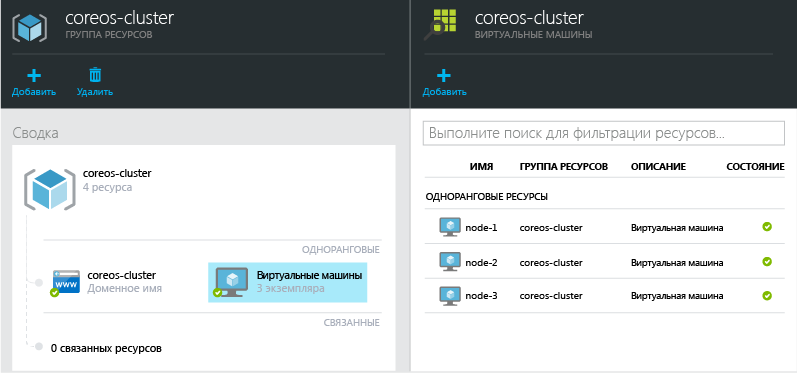 coreos-cluster
ГРУППА РЕСУРСОВ
Добавить
Удалить
Сводка
coreos-cluster
4 ресурса
ОДНОРАНГОВЫЕ
www
coreos-cluster
Доменное имя
Виртуальные машины
3 экземпляра
СВЯЗАННЫЕ
0 связанных ресурсов
coreos-cluster
ВИРТУАЛЬНЫЕ МАШИНЫ
Добавить
Выполните поиск для фильтрации ресурсов...
ИМЯ ГРУППА РЕСУРСОВ ОПИСАНИЕ СОСТОЯНИЕ
ОДНОРАНГОВЫЕ РЕСУРСЫ
node-1 coreos-cluster Виртуальная машина
node-2 coreos-cluster Виртуальная машина
node-3 coreos-cluster Виртуальная машина